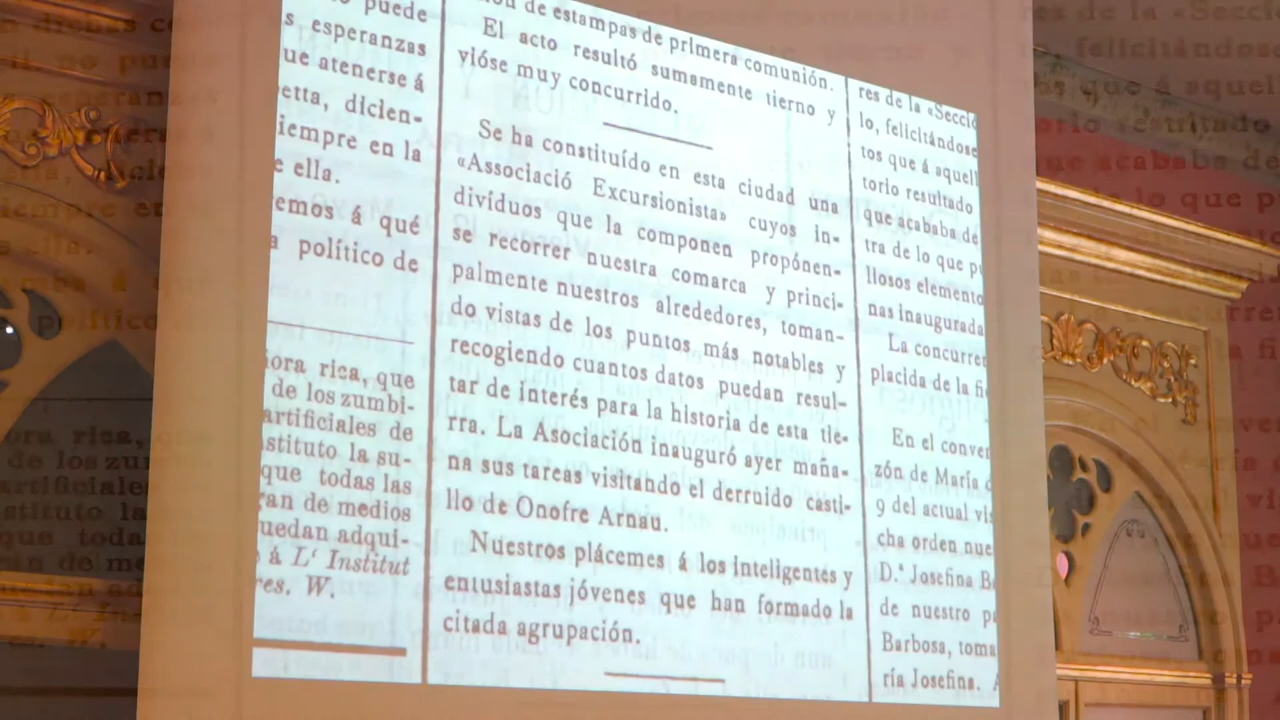 puede
s esperanzas
ue atenerse á
etta, dicien-
iempre en la
e ella.
emos á qué
a político de
ora rica, que
de los zumbi-
artificiales de
stituto la su-
que todas las
an de medios
uedan adqui-
á L' Institut
res. W.
de estampas de primera comunión.
El acto resultó sumamente tierno y
vióse muy concurrido.
Se ha constituído en esta ciudad una
«Associació Excursionista» cuyos in-
divíduos que la componen propónen-
se recorrer nuestra comarca y princi-
palmente nuestros alrededores, toman-
do vistas de los puntos más notables y
recogiendo cuantos datos puedan resul-
tar de interés para la historia de esta tie-
rra. La Asociación inauguró ayer maña-
na sus tareas visitando el derruido casti-
llo de Onofre Arnau.
Nuestros plácemes á los inteligentes y
entusiastas jóvenes que han formado la
citada agrupación.
res de la «Secció
lo, felicitándose
tos que á aquell
torio resultado
que acababa de
tra de lo que pu
llosos elemento
nas inaugurada
La concurren
placida de la fi
En el conven
zón de María d
9 del actual vis
cha orden nue
D.ª Josefina B
de nuestro p
Barbosa, toma
ría Josefina. A